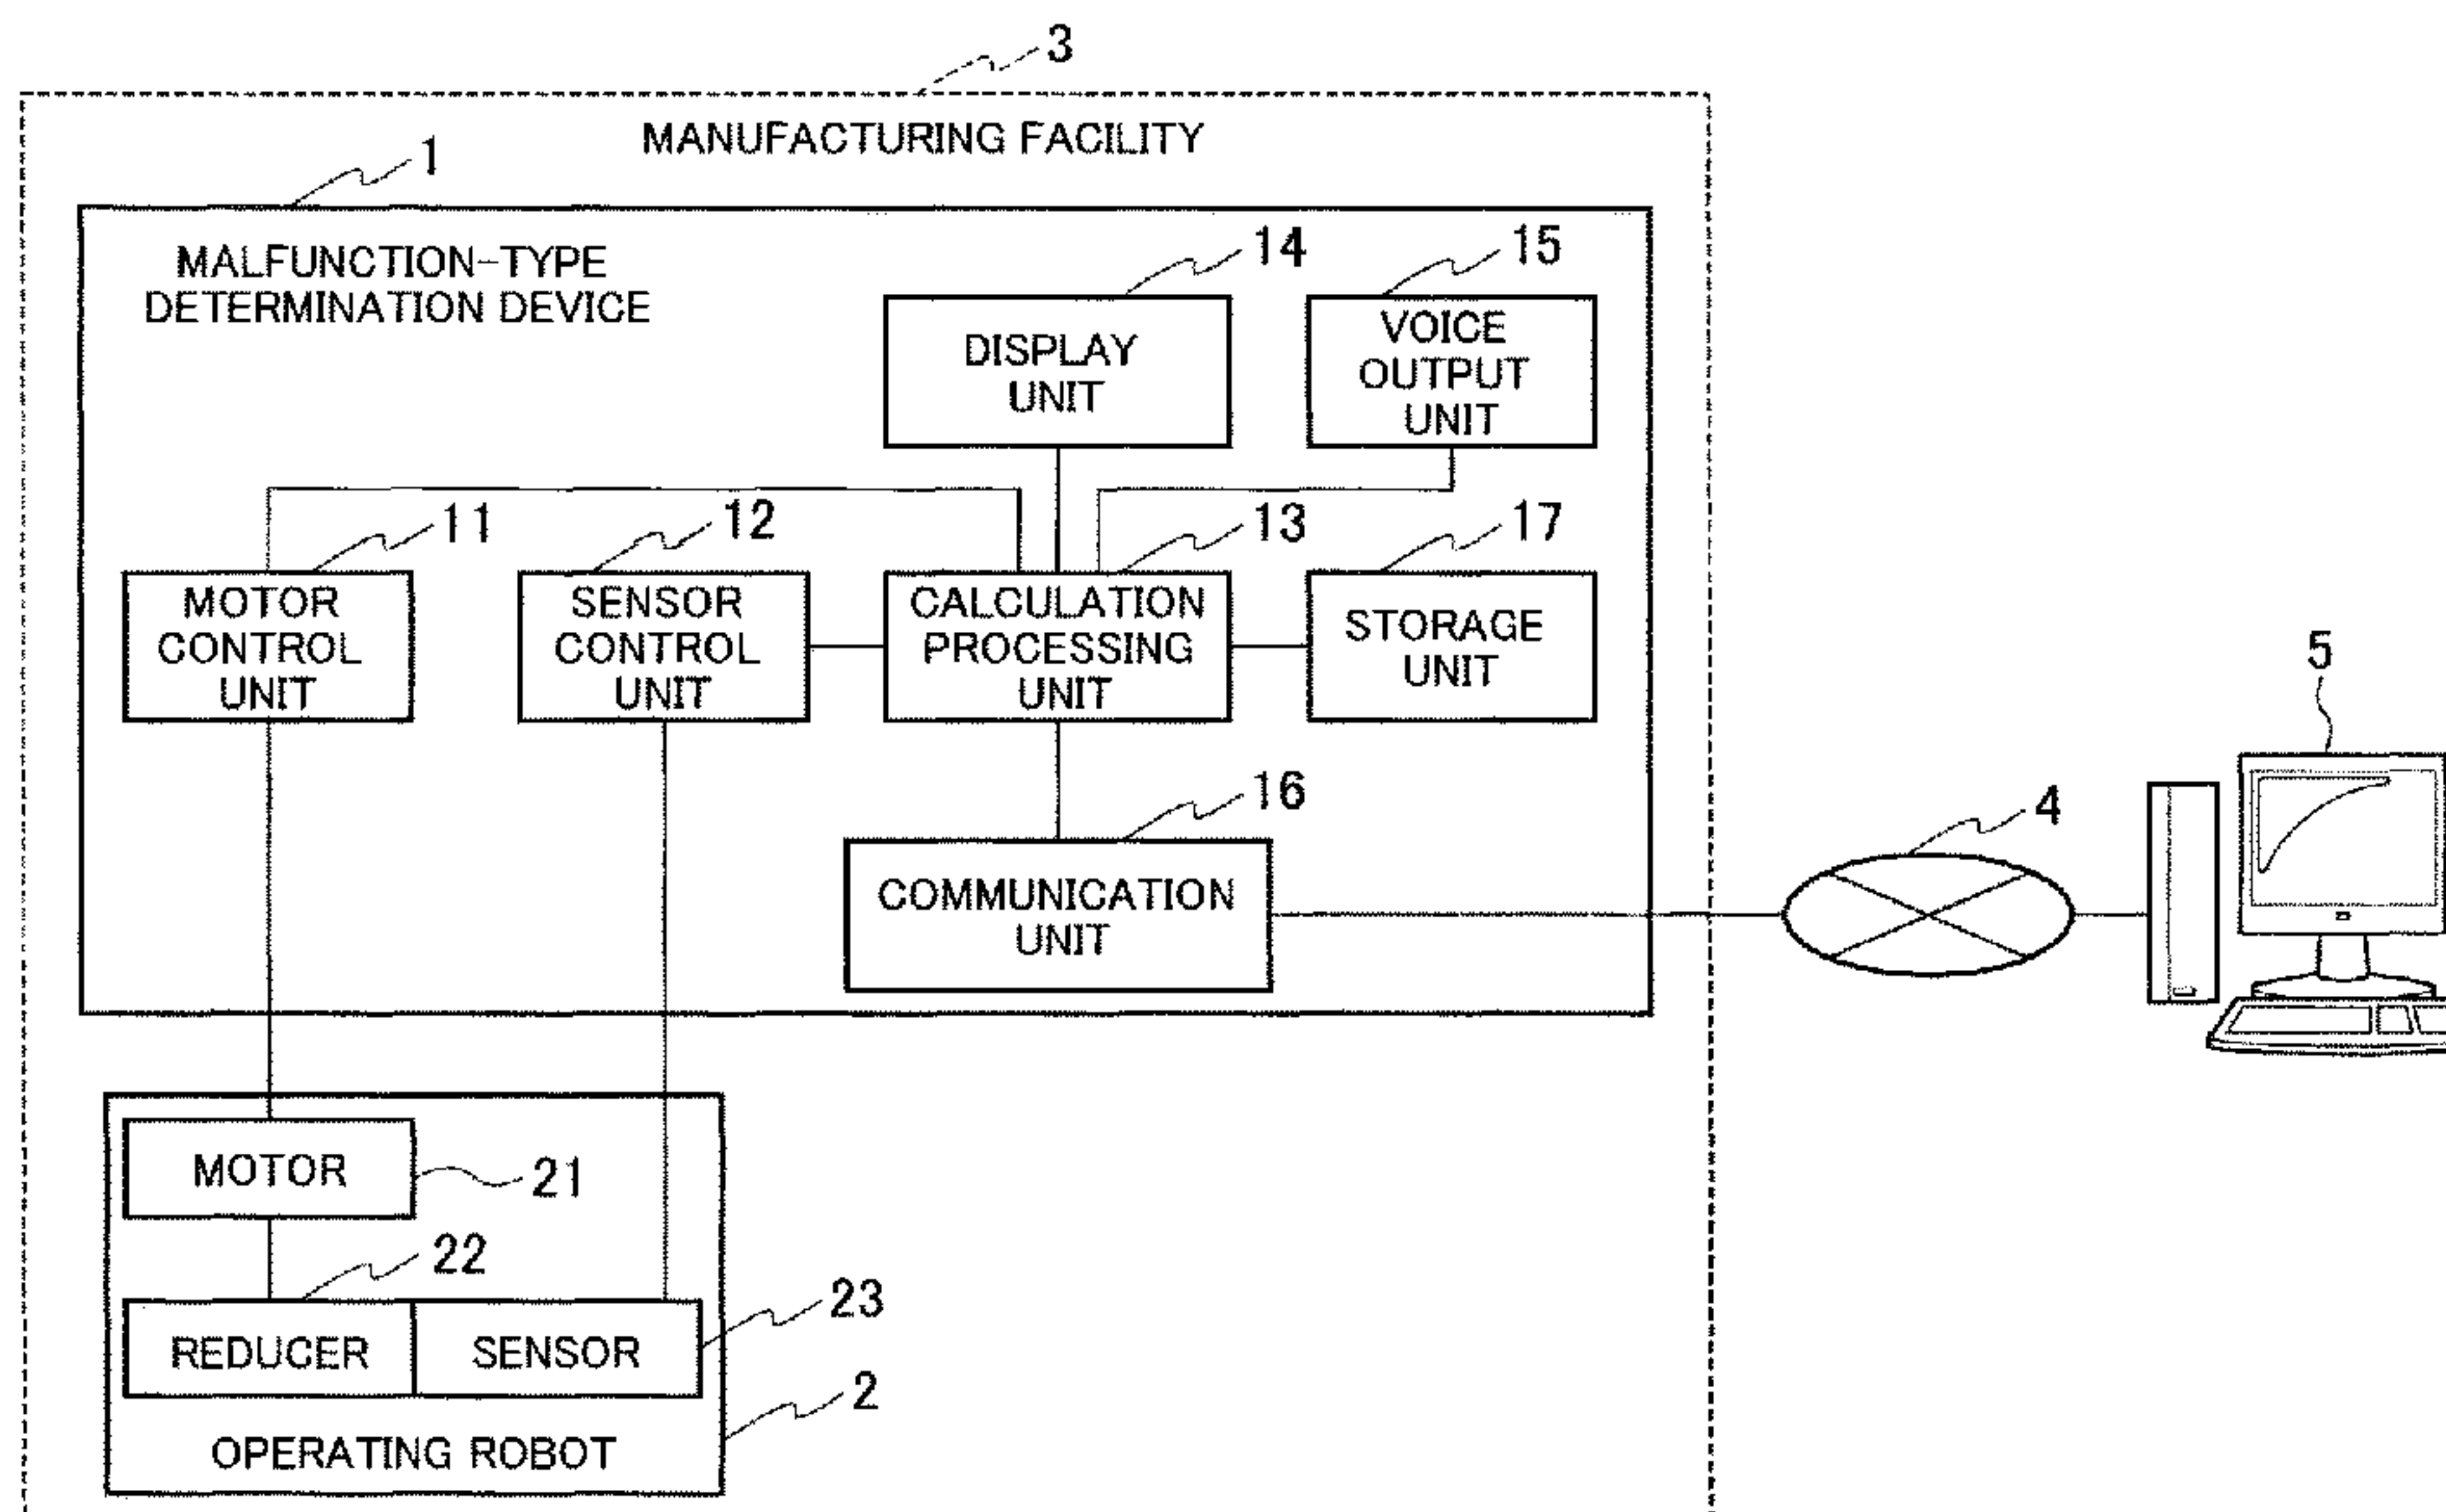 3
MANUFACTURING FACILITY
1
MALFUNCTION-TYPE
DETERMINATION DEVICE
14
DISPLAY
UNIT
15
VOICE
OUTPUT
UNIT
11
MOTOR
CONTROL
UNIT
12
SENSOR
CONTROL
UNIT
13
CALCULATION
PROCESSING
UNIT
17
STORAGE
UNIT
16
COMMUNICATION
UNIT
4
5
MOTOR
21
22
REDUCER
SENSOR
23
2
OPERATING ROBOT